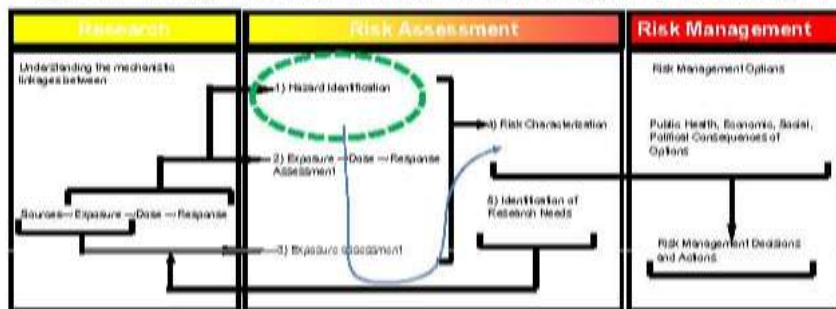 Research
Risk Assessment
Risk Management
Understanding the mechanistic
linkages between
1) Hazard Identification
2) Exposure → Dose → Response
Assessment
Sources → Exposure → Dose → Response
3) Exposure assessment
4) Risk Characterization
5) Identification of
Research Needs
Risk Management Options
Public Health, Economic, Social,
Political Consequences of
Options
Risk Management Decisions
and Actions